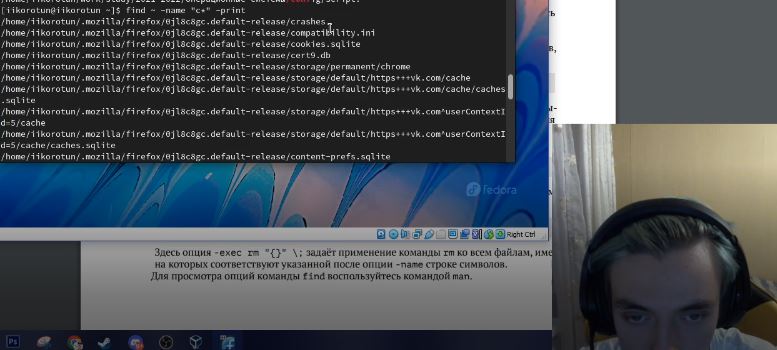 [iikorotun@iikorotun ~]$ find ~ -name "c*" -print
/home/iikorotun/.mozilla/firefox/0jl8c8gc.default-release/crashes
/home/iikorotun/.mozilla/firefox/0jl8c8gc.default-release/compatibility.ini
/home/iikorotun/.mozilla/firefox/0jl8c8gc.default-release/cookies.sqlite
/home/iikorotun/.mozilla/firefox/0jl8c8gc.default-release/cert9.db
/home/iikorotun/.mozilla/firefox/0jl8c8gc.default-release/storage/permanent/chrome
/home/iikorotun/.mozilla/firefox/0jl8c8gc.default-release/storage/default/https+++vk.com/cache
/home/iikorotun/.mozilla/firefox/0jl8c8gc.default-release/storage/default/https+++vk.com/cache/caches
.sqlite
/home/iikorotun/.mozilla/firefox/0jl8c8gc.default-release/storage/default/https+++vk.com^userContextI
d=5/cache
/home/iikorotun/.mozilla/firefox/0jl8c8gc.default-release/storage/default/https+++vk.com^userContextI
d=5/cache/caches.sqlite
/home/iikorotun/.mozilla/firefox/0jl8c8gc.default-release/content-prefs.sqlite
fedora
Right Ctrl
Здесь опция -exec rm "{}" \; задаёт применение команды rm ко всем файлам, име
на которых соответствуют указанной после опции -name строке символов.
Для просмотра опций команды find воспользуйтесь командой man.
Ps